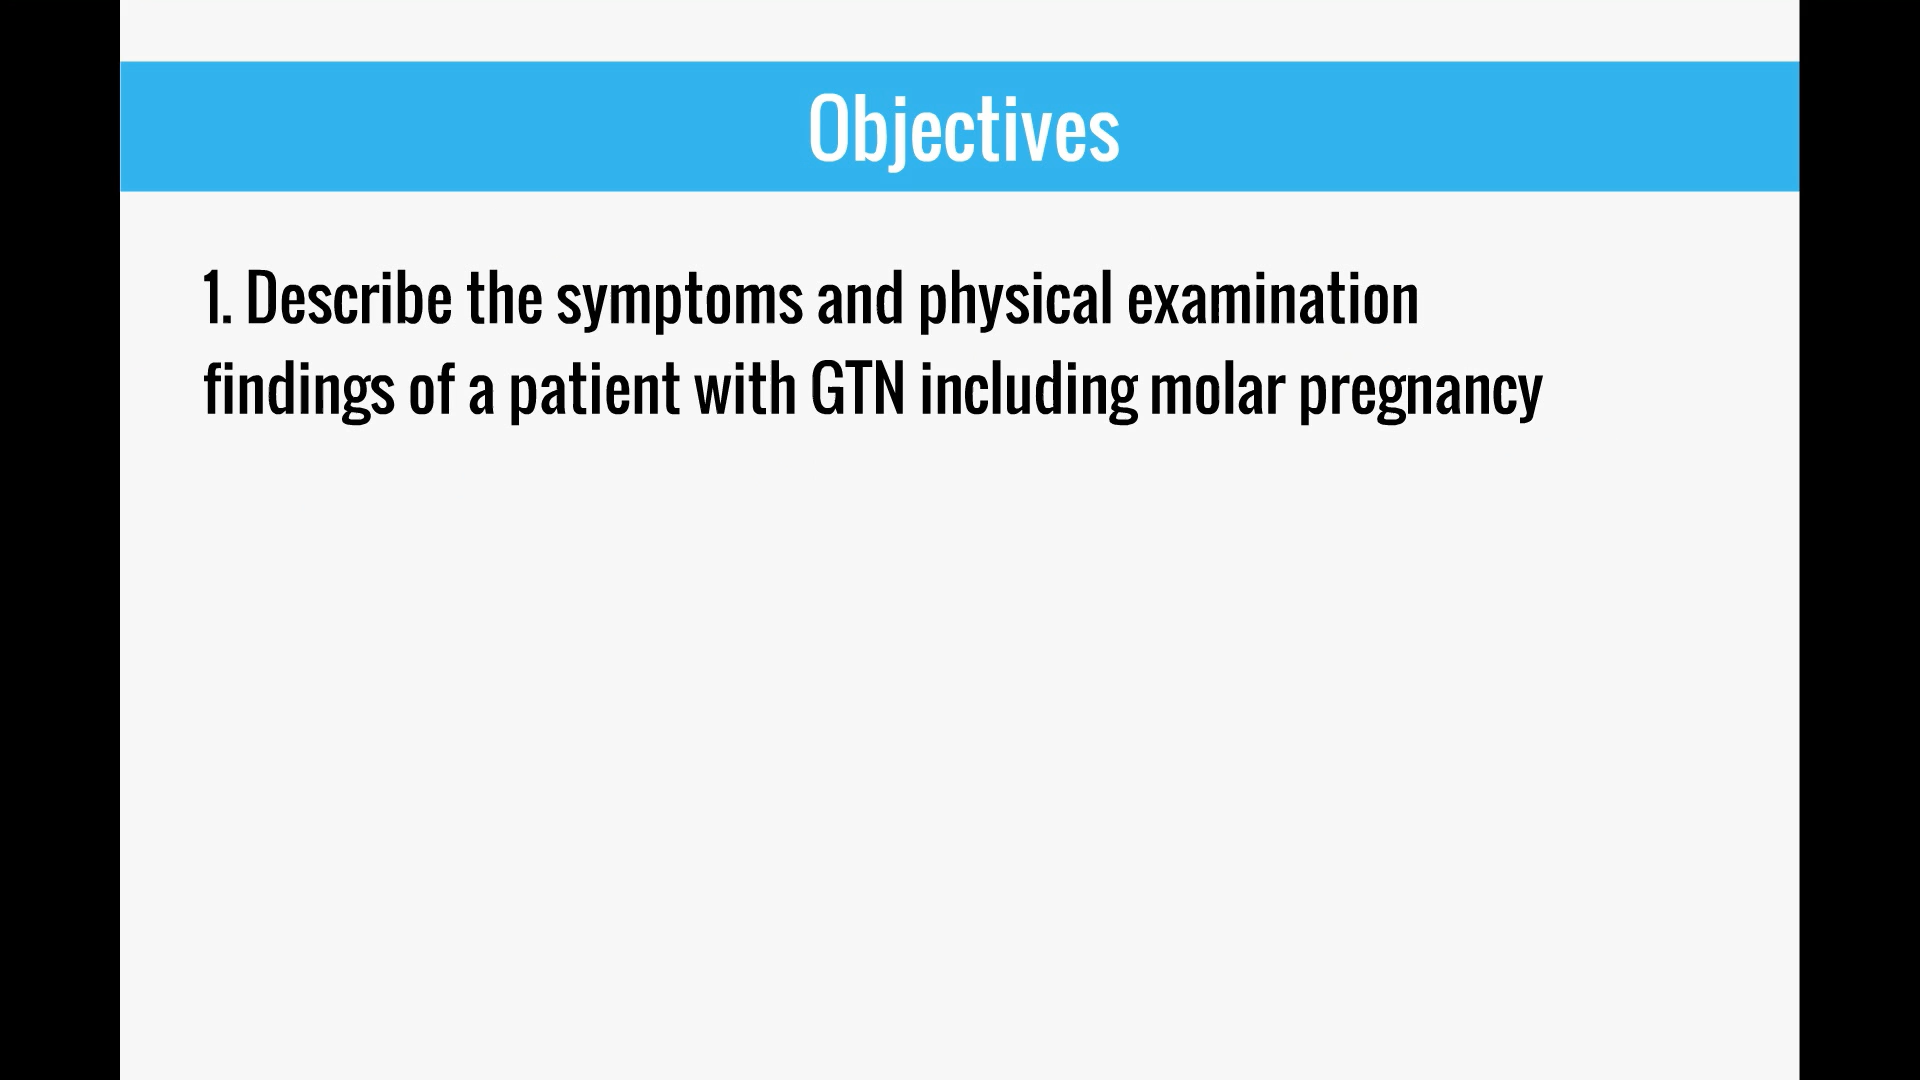 Objectives
1. Describe the symptoms and physical examination
findings of a patient with GTN including molar pregnancy